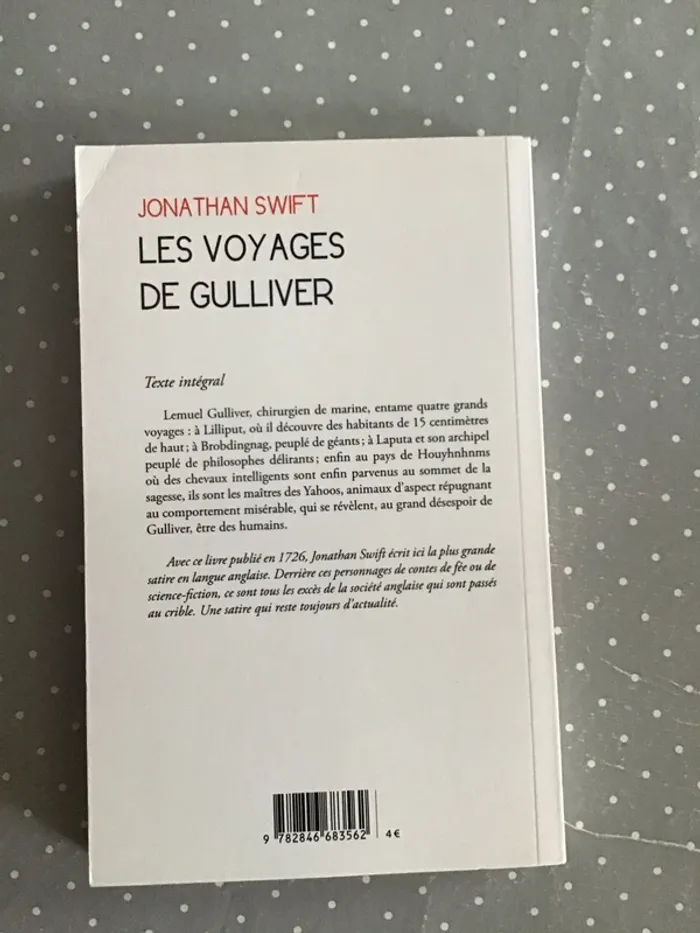 JONATHAN SWIFT
LES VOYAGES
DE GULLIVER
Texte intégral
Lemuel Gulliver, chirurgien de marine, entame quatre grands
voyages : à Lilliput, où il découvre des habitants de 15 centimètres
de haut ; à Brobdingnag, peuplé de géants ; à Laputa et son archipel
peuplé de philosophes délirants ; enfin au pays de Houyhnhnms
où des chevaux intelligents sont enfin parvenus au sommet de la
sagesse, ils sont les maîtres des Yahoos, animaux d'aspect répugnant
au comportement misérable, qui se révèlent, au grand désespoir de
Gulliver, être des humains.
Avec ce livre publié en 1726, Jonathan Swift écrit ici la plus grande
satire en langue anglaise. Derrière ces personnages de contes de fée ou de
science-fiction, ce sont tous les excès de la société anglaise qui sont passés
au crible. Une satire qui reste toujours d'actualité.
9 782846 683562 4 €